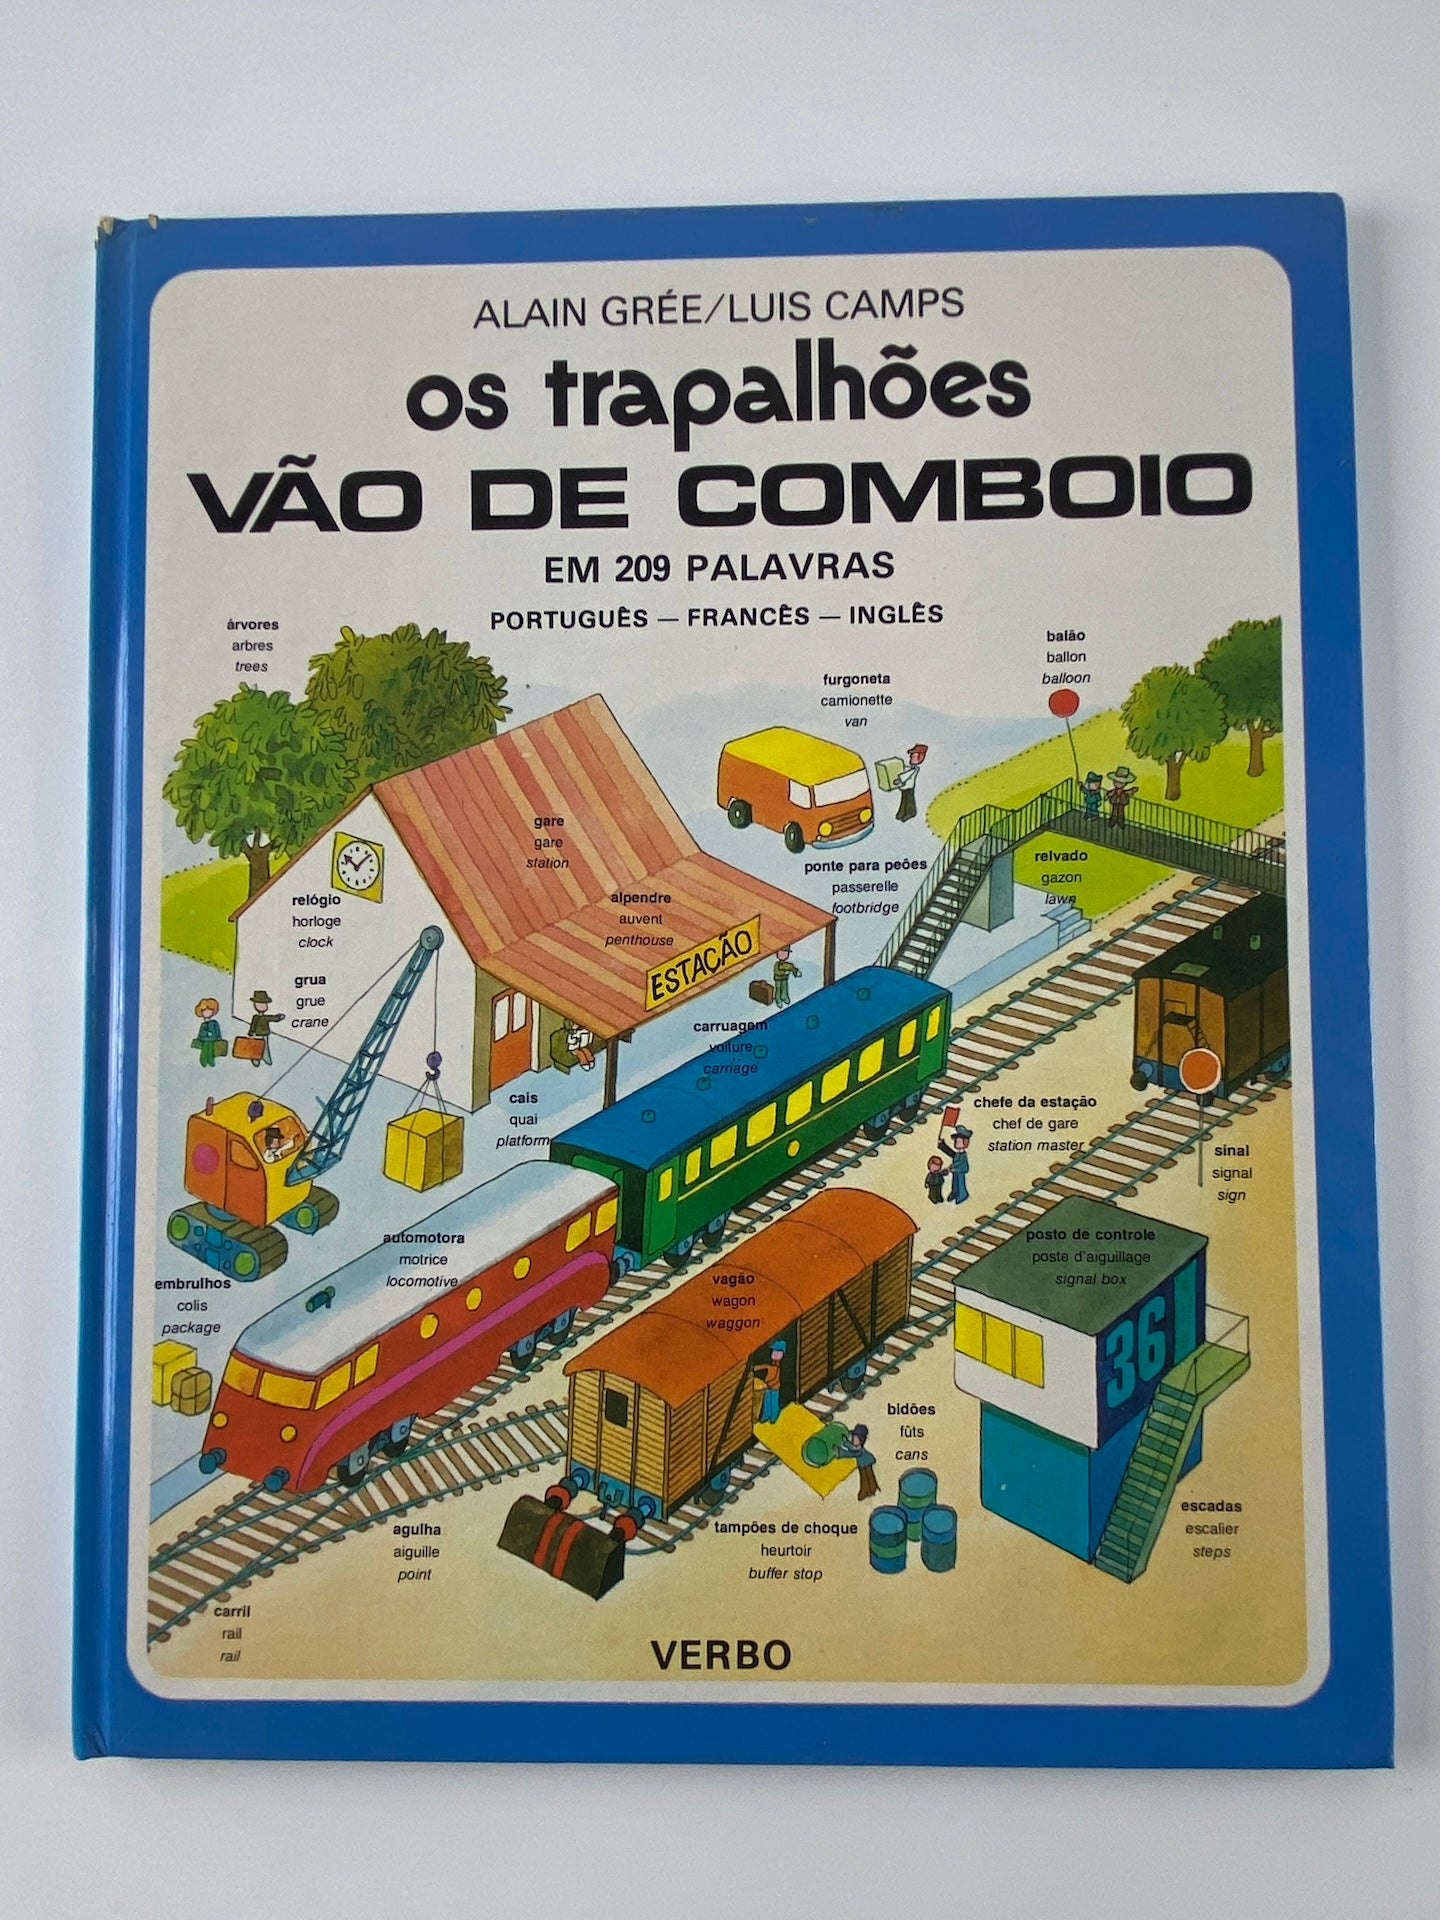 ALAIN GRÉE/LUIS CAMPS
os trapalhões
VÃO DE COMBOIO
EM 209 PALAVRAS
PORTUGUÊS — FRANCÊS — INGLÊS
árvores
arbres
trees
balão
ballon
balloon
furgoneta
camionette
van
gare
gare
station
ponte para peões
passerelle
footbridge
relvado
gazon
lawn
relógio
horloge
clock
alpendre
auvent
penthouse
ESTAÇÃO
grua
grue
crane
carruagem
voiture
carriage
cais
quai
platform
chefe da estação
chef de gare
station master
sinal
signal
sign
automotora
motrice
locomotive
posto de controle
poste d'aiguillage
signal box
embrulhos
colis
package
vagão
wagon
waggon
36
bidões
fûts
cans
agulha
aiguille
point
tampões de choque
heurtoir
buffer stop
escadas
escalier
steps
carril
rail
rail
VERBO